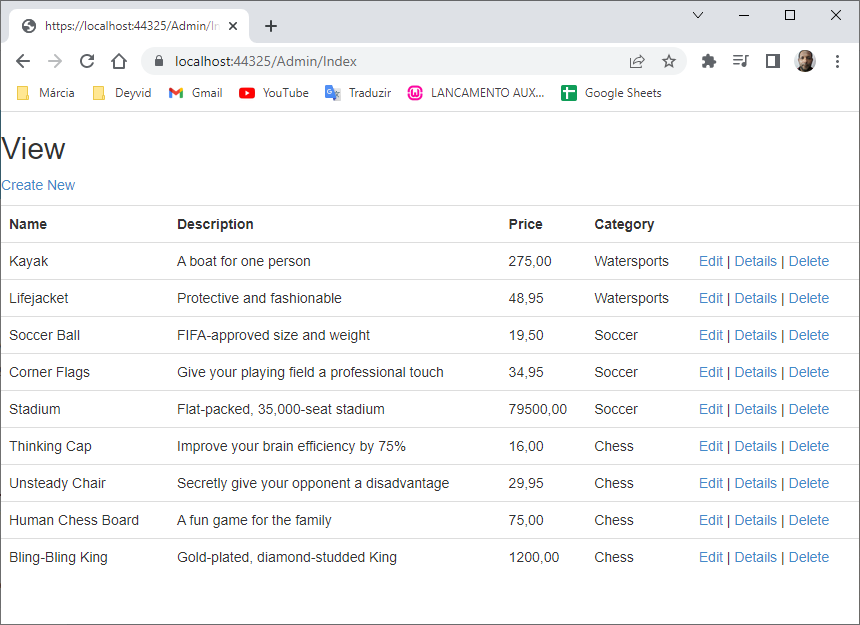 https://localhost:44325/Admin/In
localhost:44325/Admin/Index
Márcia Deyvid Gmail YouTube Traduzir LANCAMENTO AUX... Google Sheets
View
Create New
Name Description Price Category
Kayak A boat for one person 275,00 Watersports Edit | Details | Delete
Lifejacket Protective and fashionable 48,95 Watersports Edit | Details | Delete
Soccer Ball FIFA-approved size and weight 19,50 Soccer Edit | Details | Delete
Corner Flags Give your playing field a professional touch 34,95 Soccer Edit | Details | Delete
Stadium Flat-packed, 35,000-seat stadium 79500,00 Soccer Edit | Details | Delete
Thinking Cap Improve your brain efficiency by 75% 16,00 Chess Edit | Details | Delete
Unsteady Chair Secretly give your opponent a disadvantage 29,95 Chess Edit | Details | Delete
Human Chess Board A fun game for the family 75,00 Chess Edit | Details | Delete
Bling-Bling King Gold-plated, diamond-studded King 1200,00 Chess Edit | Details | Delete